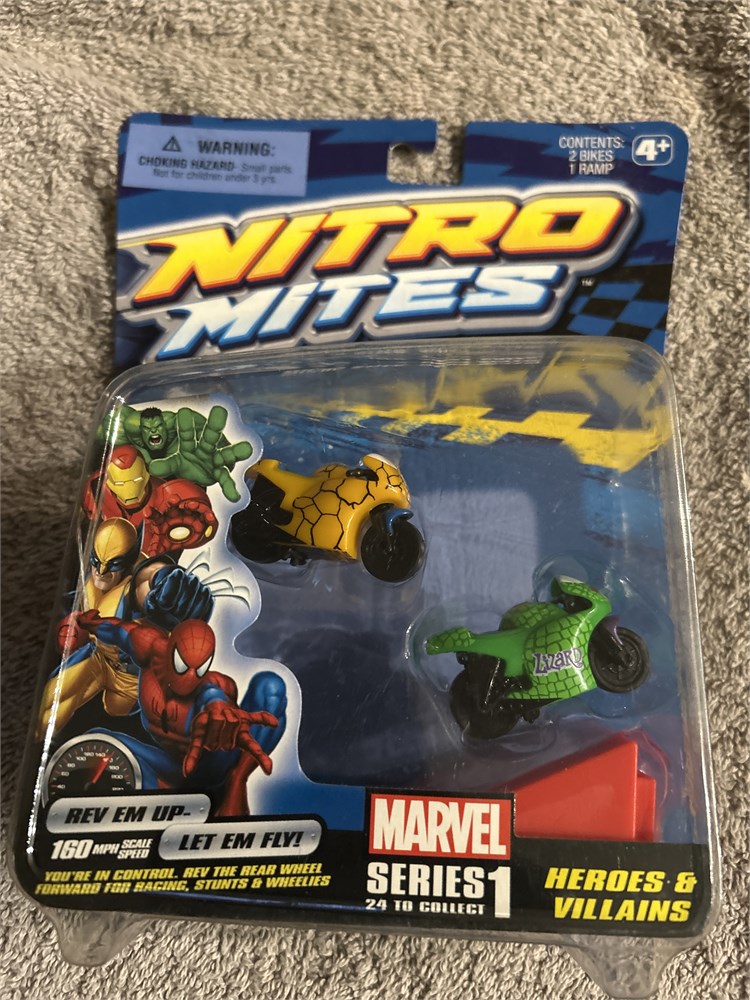 WARNING:
CHOKING HAZARD- Small parts.
Not for children under 3 yrs.
CONTENTS:
2 BIKES
1 RAMP
4+
NITRO
MITES™
LIZARD
REV EM UP-
LET EM FLY!
160 MPH SCALE SPEED
YOU'RE IN CONTROL. REV THE REAR WHEEL
FORWARD FOR RACING, STUNTS & WHEELIES
MARVEL
SERIES 1
24 TO COLLECT
HEROES &
VILLAINS